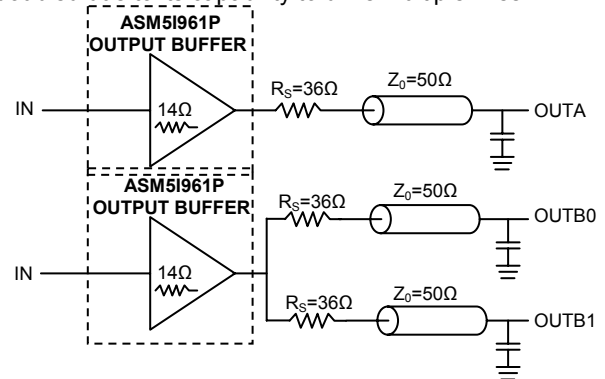 ASM5I961P
OUTPUT BUFFER
IN
14Ω
RS=36Ω
Z0=50Ω
OUTA
ASM5I961P
OUTPUT BUFFER
IN
14Ω
RS=36Ω
Z0=50Ω
OUTB0
RS=36Ω
Z0=50Ω
OUTB1